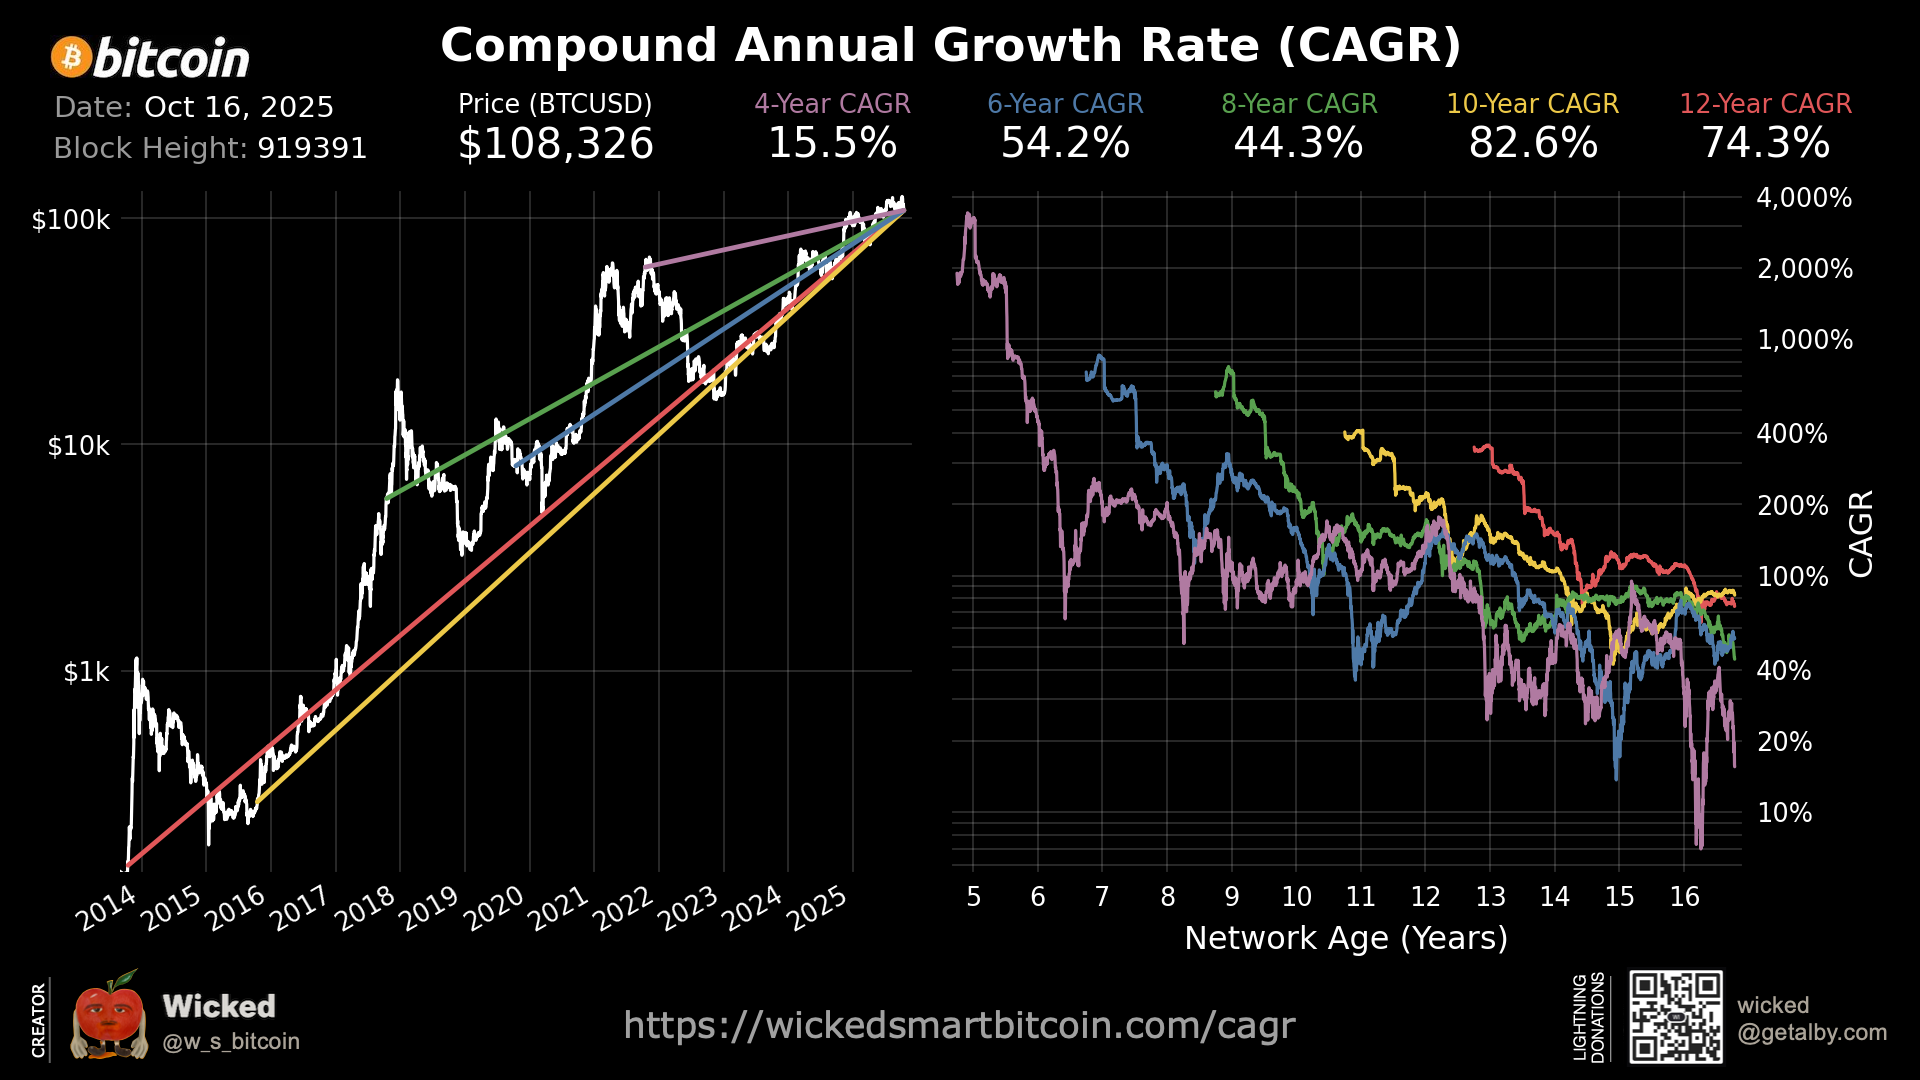 bitcoin
Compound Annual Growth Rate (CAGR)
Date: Oct 16, 2025
Block Height: 919391
Price (BTCUSD)
$108,326
4-Year CAGR
15.5%
6-Year CAGR
54.2%
8-Year CAGR
44.3%
10-Year CAGR
82.6%
12-Year CAGR
74.3%
$100k
$10k
$1k
2014
2015
2016
2017
2018
2019
2020
2021
2022
2023
2024
2025
4,000%
2,000%
1,000%
400%
200%
100%
40%
20%
10%
CAGR
5
6
7
8
9
10
11
12
13
14
15
16
Network Age (Years)
CREATOR
Wicked
@w_s_bitcoin
https://wickedsmartbitcoin.com/cagr
LIGHTNING
DONATIONS
wicked
@getalby.com